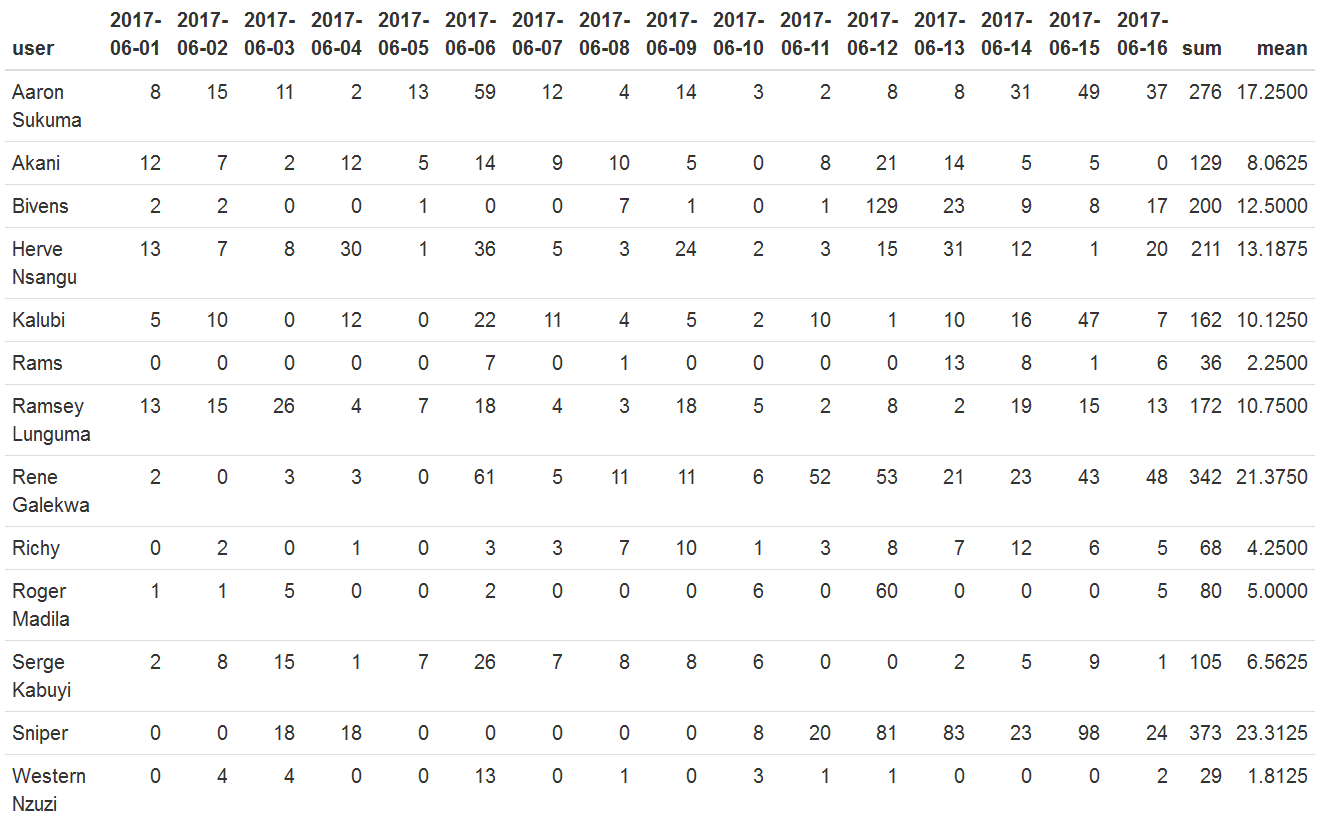 user 2017-06-01 2017-06-02 2017-06-03 2017-06-04 2017-06-05 2017-06-06 2017-06-07 2017-06-08 2017-06-09 2017-06-10 2017-06-11 2017-06-12 2017-06-13 2017-06-14 2017-06-15 2017-06-16 sum mean
Aaron Sukuma 8 15 11 2 13 59 12 4 14 3 2 8 8 31 49 37 276 17.2500
Akani 12 7 2 12 5 14 9 10 5 0 8 21 14 5 5 0 129 8.0625
Bivens 2 2 0 0 1 0 0 7 1 0 1 129 23 9 8 17 200 12.5000
Herve Nsangu 13 7 8 30 1 36 5 3 24 2 3 15 31 12 1 20 211 13.1875
Kalubi 5 10 0 12 0 22 11 4 5 2 10 1 10 16 47 7 162 10.1250
Rams 0 0 0 0 0 7 0 1 0 0 0 0 13 8 1 6 36 2.2500
Ramsey Lunguma 13 15 26 4 7 18 4 3 18 5 2 8 2 19 15 13 172 10.7500
Rene Galekwa 2 0 3 3 0 61 5 11 11 6 52 53 21 23 43 48 342 21.3750
Richy 0 2 0 1 0 3 3 7 10 1 3 8 7 12 6 5 68 4.2500
Roger Madila 1 1 5 0 0 2 0 0 0 6 0 60 0 0 0 5 80 5.0000
Serge Kabuyi 2 8 15 1 7 26 7 8 8 6 0 0 2 5 9 1 105 6.5625
Sniper 0 0 18 18 0 0 0 0 0 8 20 81 83 23 98 24 373 23.3125
Western Nzuzi 0 4 4 0 0 13 0 1 0 3 1 1 0 0 0 2 29 1.8125